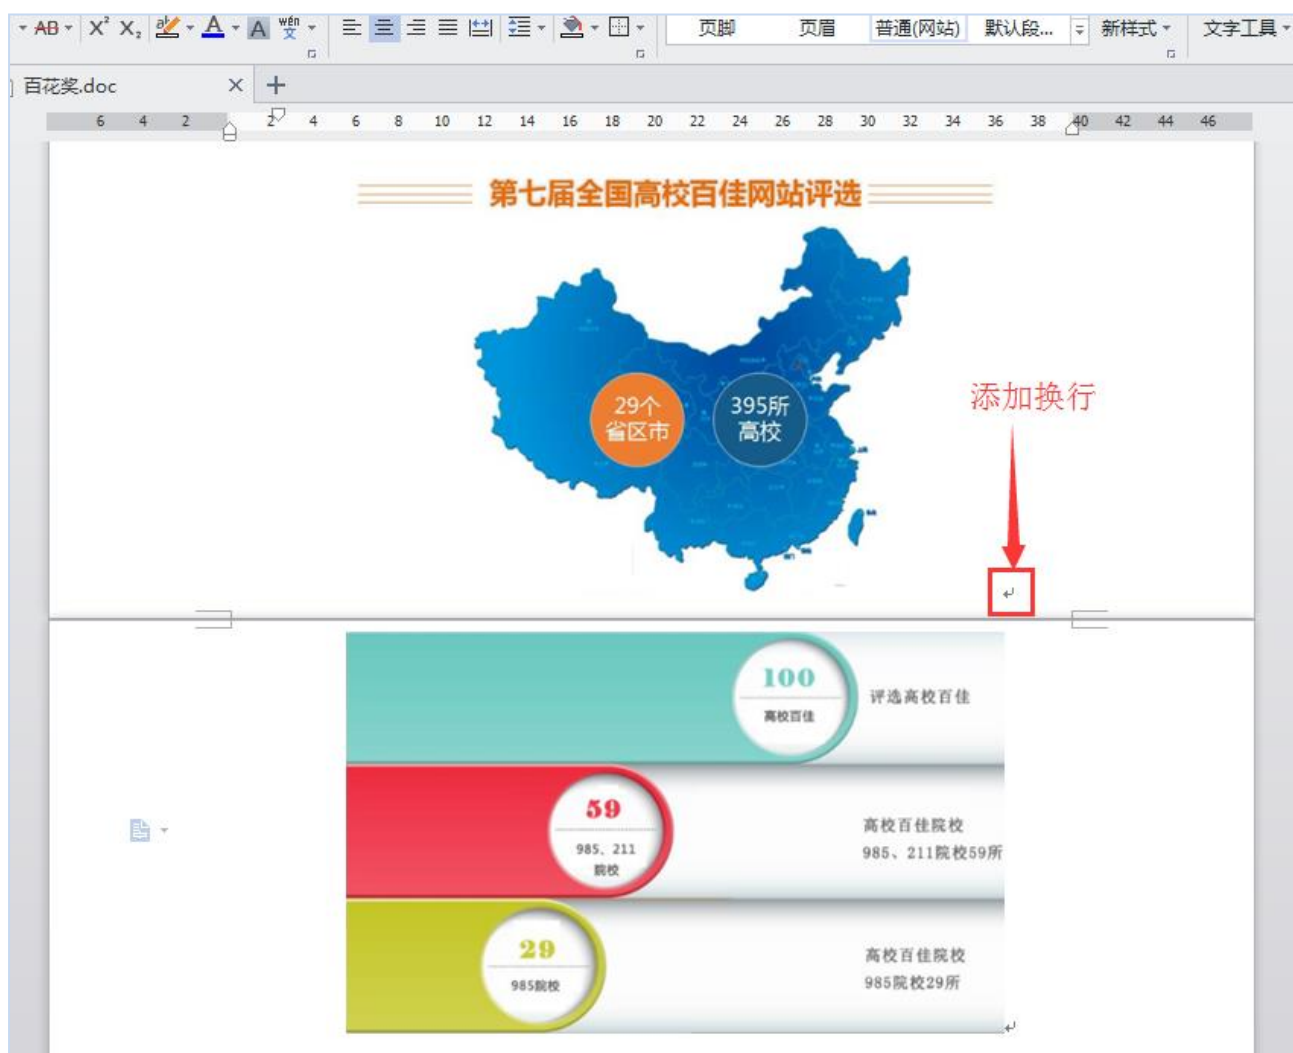 AB X² X₂ A A wén 文
页脚 页眉 普通(网站) 默认段... 新样式 文字工具
百花奖.doc × +
6 4 2 2 4 6 8 10 12 14 16 18 20 22 24 26 28 30 32 34 36 38 40 42 44 46
第七届全国高校百佳网站评选
29个
省区市
395所
高校
添加换行
100
高校百佳
评选高校百佳
59
985、211
院校
高校百佳院校
985、211院校59所
29
985院校
高校百佳院校
985院校29所